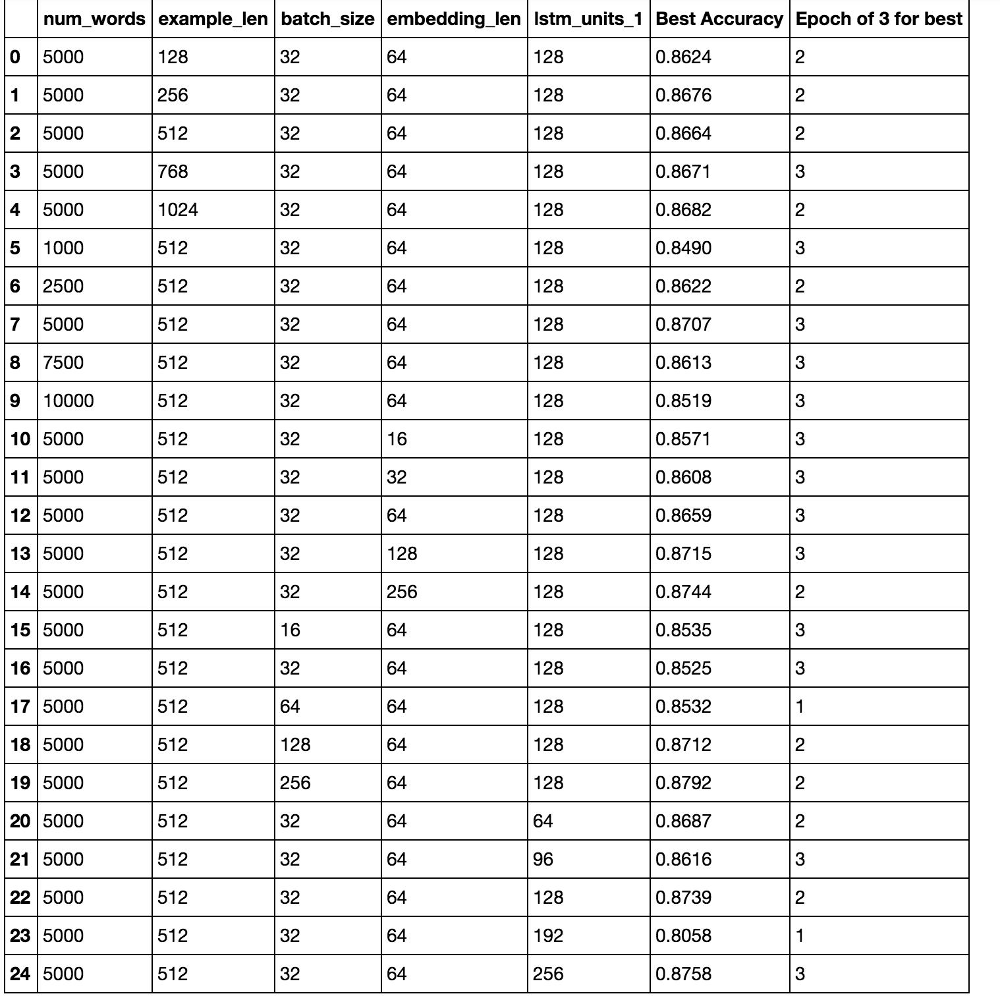 num_words example_len batch_size embedding_len lstm_units_1 Best Accuracy Epoch of 3 for best
0 5000 128 32 64 128 0.8624 2
1 5000 256 32 64 128 0.8676 2
2 5000 512 32 64 128 0.8664 2
3 5000 768 32 64 128 0.8671 3
4 5000 1024 32 64 128 0.8682 2
5 1000 512 32 64 128 0.8490 3
6 2500 512 32 64 128 0.8622 2
7 5000 512 32 64 128 0.8707 3
8 7500 512 32 64 128 0.8613 3
9 10000 512 32 64 128 0.8519 3
10 5000 512 32 16 128 0.8571 3
11 5000 512 32 32 128 0.8608 3
12 5000 512 32 64 128 0.8659 3
13 5000 512 32 128 128 0.8715 3
14 5000 512 32 256 128 0.8744 2
15 5000 512 16 64 128 0.8535 3
16 5000 512 32 64 128 0.8525 3
17 5000 512 64 64 128 0.8532 1
18 5000 512 128 64 128 0.8712 2
19 5000 512 256 64 128 0.8792 2
20 5000 512 32 64 64 0.8687 2
21 5000 512 32 64 96 0.8616 3
22 5000 512 32 64 128 0.8739 2
23 5000 512 32 64 192 0.8058 1
24 5000 512 32 64 256 0.8758 3